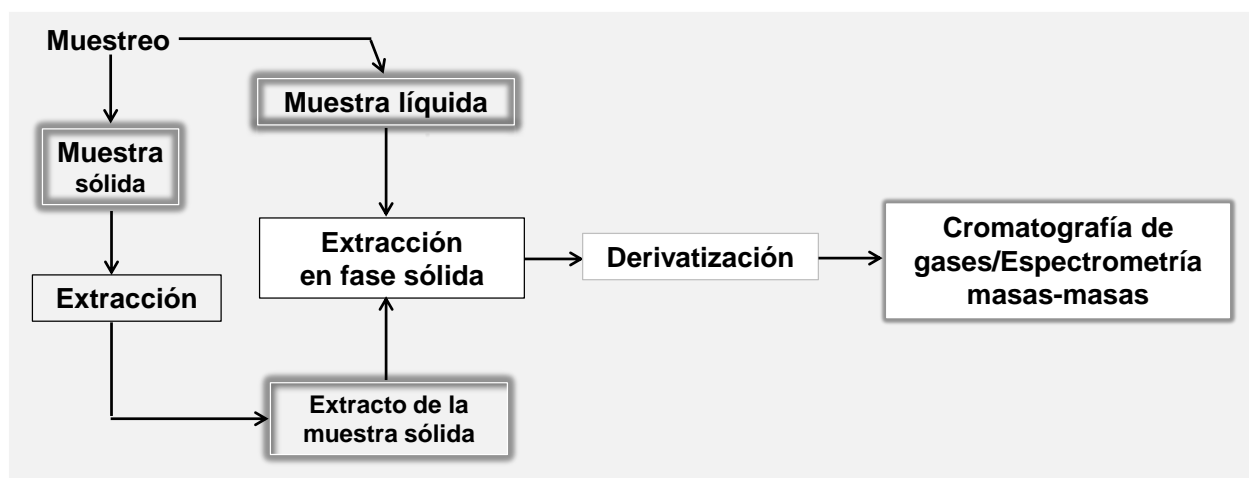 Muestreo
Muestra líquida
Muestra
sólida
Extracción
en fase sólida
Derivatización
Cromatografía de
gases/Espectrometría
masas-masas
Extracción
Extracto de la
muestra sólida